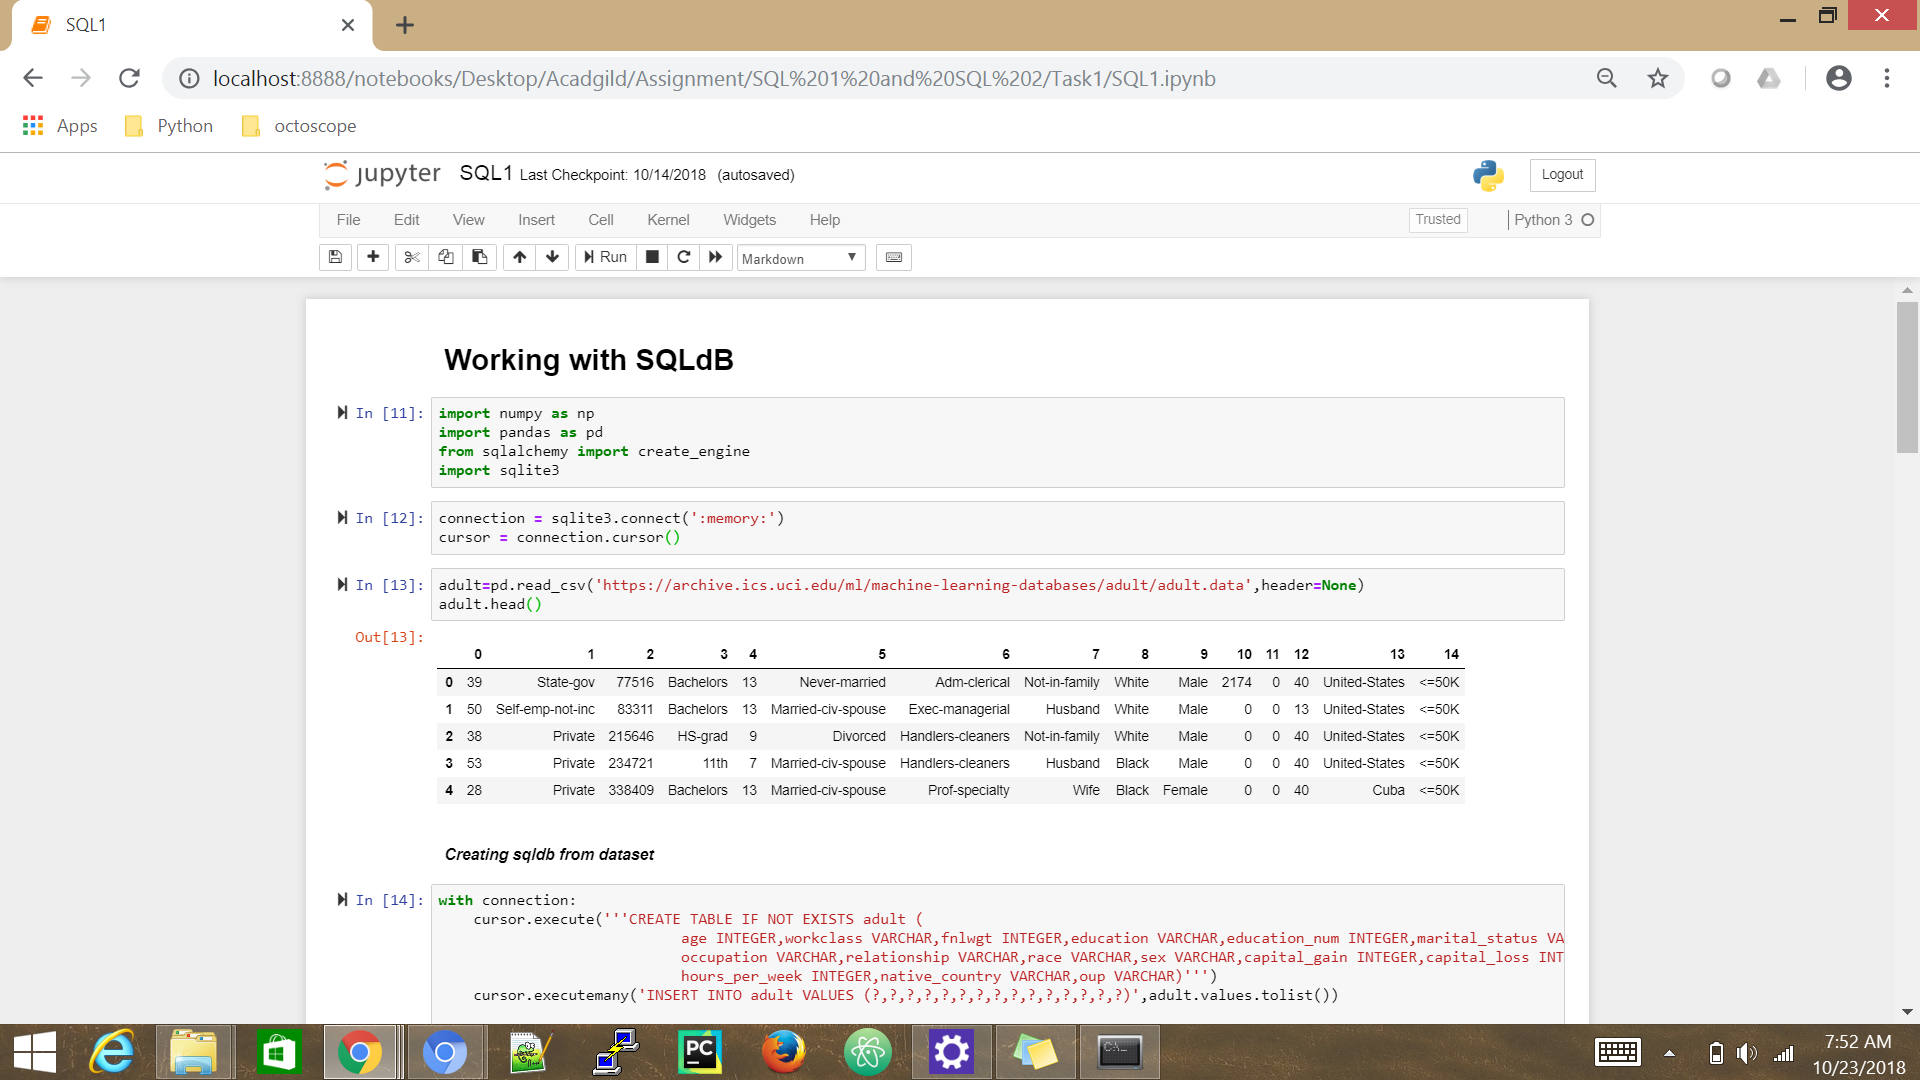 SQL1
localhost:8888/notebooks/Desktop/Acadgild/Assignment/SQL%201%20and%20SQL%202/Task1/SQL1.ipynb
Apps Python octoscope
jupyter SQL1 Last Checkpoint: 10/14/2018 (autosaved) Logout
File Edit View Insert Cell Kernel Widgets Help Trusted Python 3
Run Markdown
Working with SQLdB
In [11]: import numpy as np
import pandas as pd
from sqlalchemy import create_engine
import sqlite3
In [12]: connection = sqlite3.connect(':memory:')
cursor = connection.cursor()
In [13]: adult=pd.read_csv('https://archive.ics.uci.edu/ml/machine-learning-databases/adult/adult.data',header=None)
adult.head()
Out[13]:
0 1 2 3 4 5 6 7 8 9 10 11 12 13 14
0 39 State-gov 77516 Bachelors 13 Never-married Adm-clerical Not-in-family White Male 2174 0 40 United-States <=50K
1 50 Self-emp-not-inc 83311 Bachelors 13 Married-civ-spouse Exec-managerial Husband White Male 0 0 13 United-States <=50K
2 38 Private 215646 HS-grad 9 Divorced Handlers-cleaners Not-in-family White Male 0 0 40 United-States <=50K
3 53 Private 234721 11th 7 Married-civ-spouse Handlers-cleaners Husband Black Male 0 0 40 United-States <=50K
4 28 Private 338409 Bachelors 13 Married-civ-spouse Prof-specialty Wife Black Female 0 0 40 Cuba <=50K
Creating sqldb from dataset
In [14]: with connection:
cursor.execute('''CREATE TABLE IF NOT EXISTS adult (
age INTEGER,workclass VARCHAR,fnlwgt INTEGER,education VARCHAR,education_num INTEGER,marital_status VA
occupation VARCHAR,relationship VARCHAR,race VARCHAR,sex VARCHAR,capital_gain INTEGER,capital_loss INT
hours_per_week INTEGER,native_country VARCHAR,oup VARCHAR)''')
cursor.executemany('INSERT INTO adult VALUES (?,?,?,?,?,?,?,?,?,?,?,?,?,?,?)',adult.values.tolist())
PC
C:\_
7:52 AM
10/23/2018